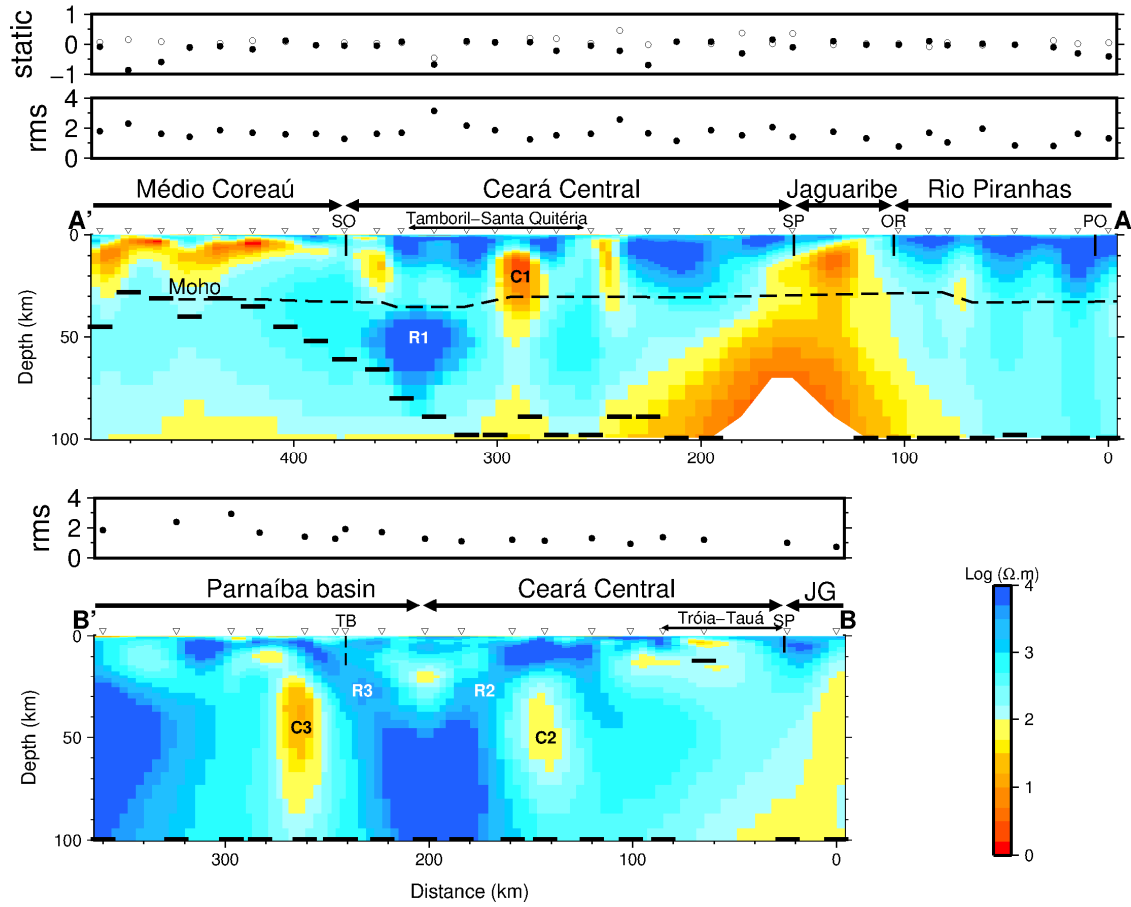 static
1
0
−1
rms
4
2
0
Médio Coreaú
Ceará Central
Jaguaribe
Rio Piranhas
A'
SO
Tamboril−Santa Quitéria
SP
OR
PO
A
Depth (km)
0
50
100
Moho
C1
R1
400
300
200
100
0
rms
4
2
0
Parnaíba basin
Ceará Central
JG
B'
TB
Tróia−Tauá
SP
B
Depth (km)
0
50
100
R3
R2
C3
C2
300
200
100
0
Distance (km)
Log (Ω.m)
4
3
2
1
0